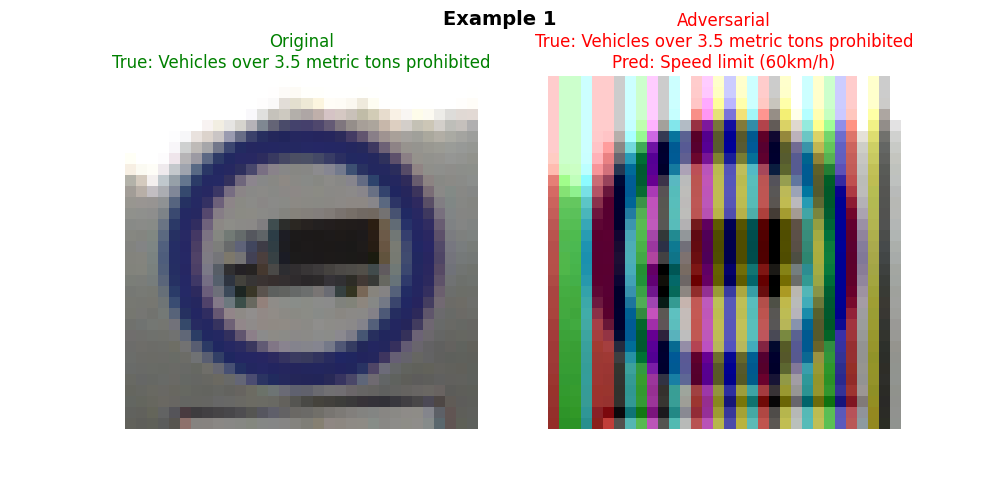 Example 1
Original
True: Vehicles over 3.5 metric tons prohibited
Adversarial
True: Vehicles over 3.5 metric tons prohibited
Pred: Speed limit (60km/h)